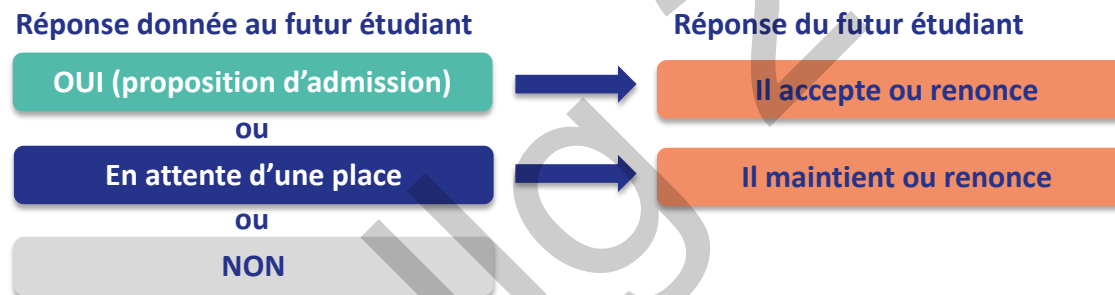 Réponse donnée au futur étudiant
Réponse du futur étudiant
OUI (proposition d’admission)
Il accepte ou renonce
ou
En attente d’une place
Il maintient ou renonce
ou
NON